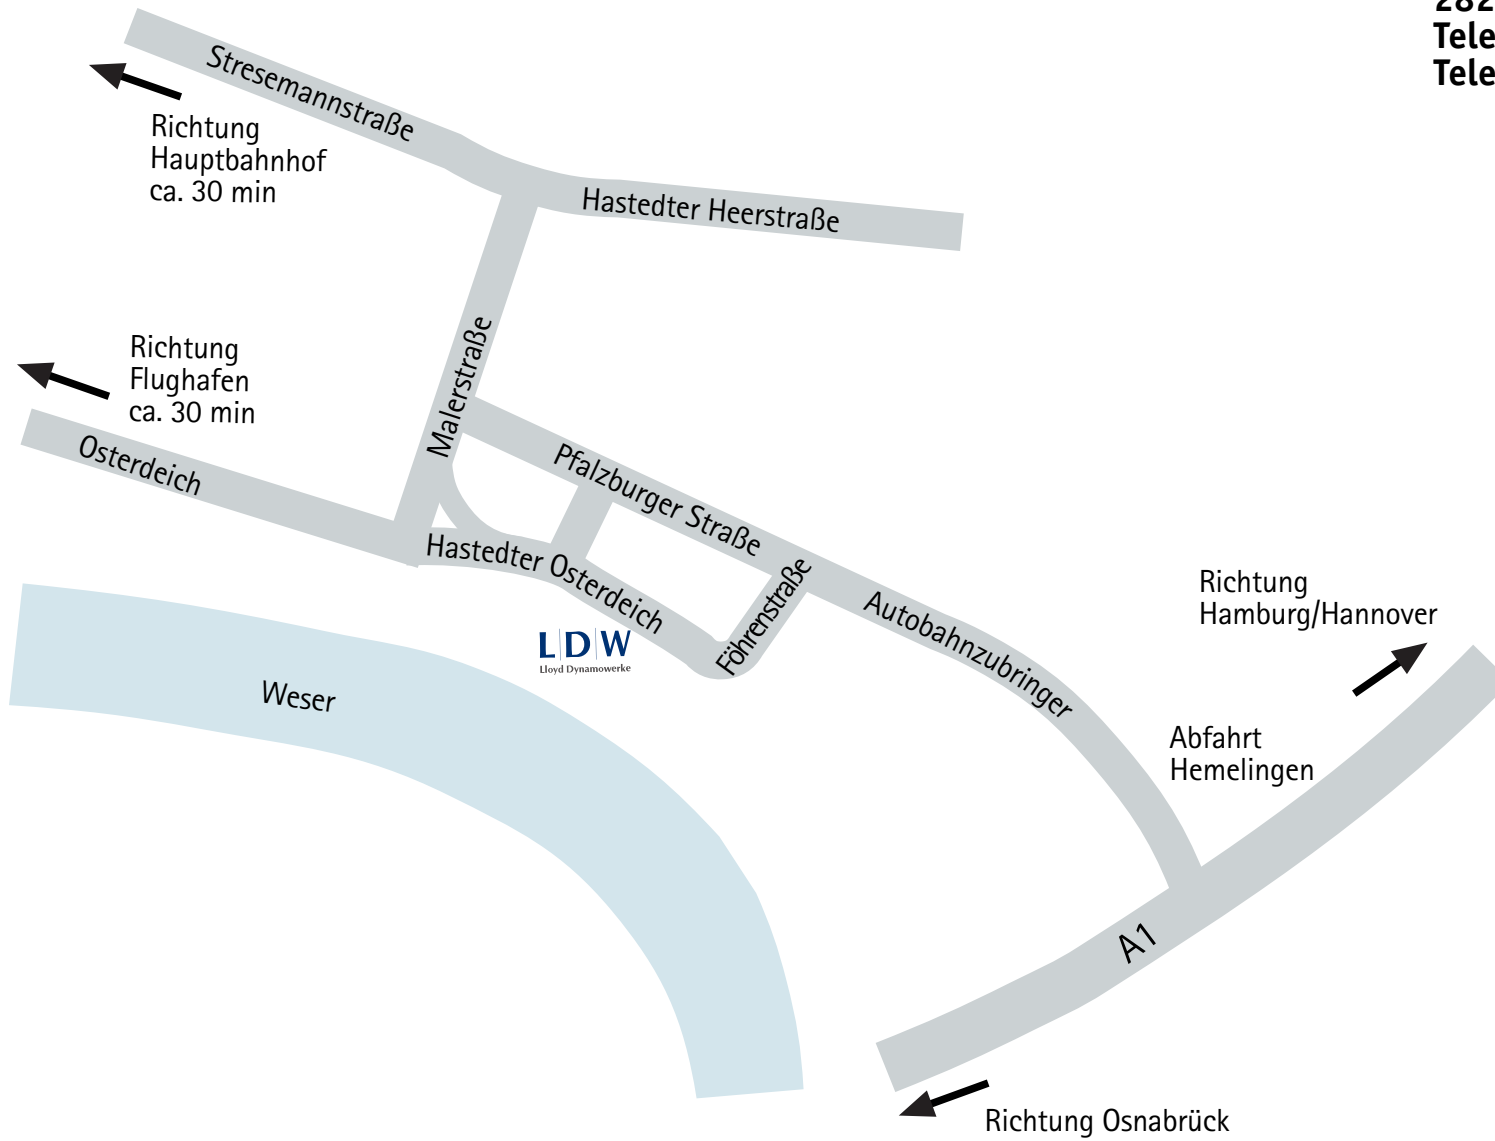 282
Tele
Tele
Stresemannstraße
Richtung
Hauptbahnhof
ca. 30 min
Hastedter Heerstraße
Malerstraße
Richtung
Flughafen
ca. 30 min
Osterdeich
Pfalzburger Straße
Hastedter Osterdeich
Föhrenstraße
Autobahnzubringer
Richtung
Hamburg/Hannover
LDW
Lloyd Dynamowerke
Weser
Abfahrt
Hemelingen
A1
Richtung Osnabrück